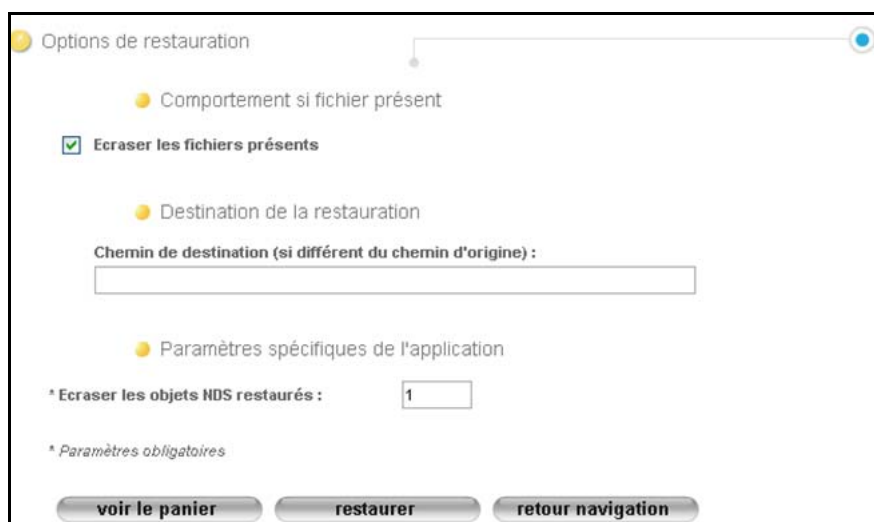 Options de restauration
Comportement si fichier présent
Ecraser les fichiers présents
Destination de la restauration
Chemin de destination (si différent du chemin d'origine) :
Paramètres spécifiques de l'application
* Ecraser les objets NDS restaurés : 1
* Paramètres obligatoires
voir le panier restaurer retour navigation